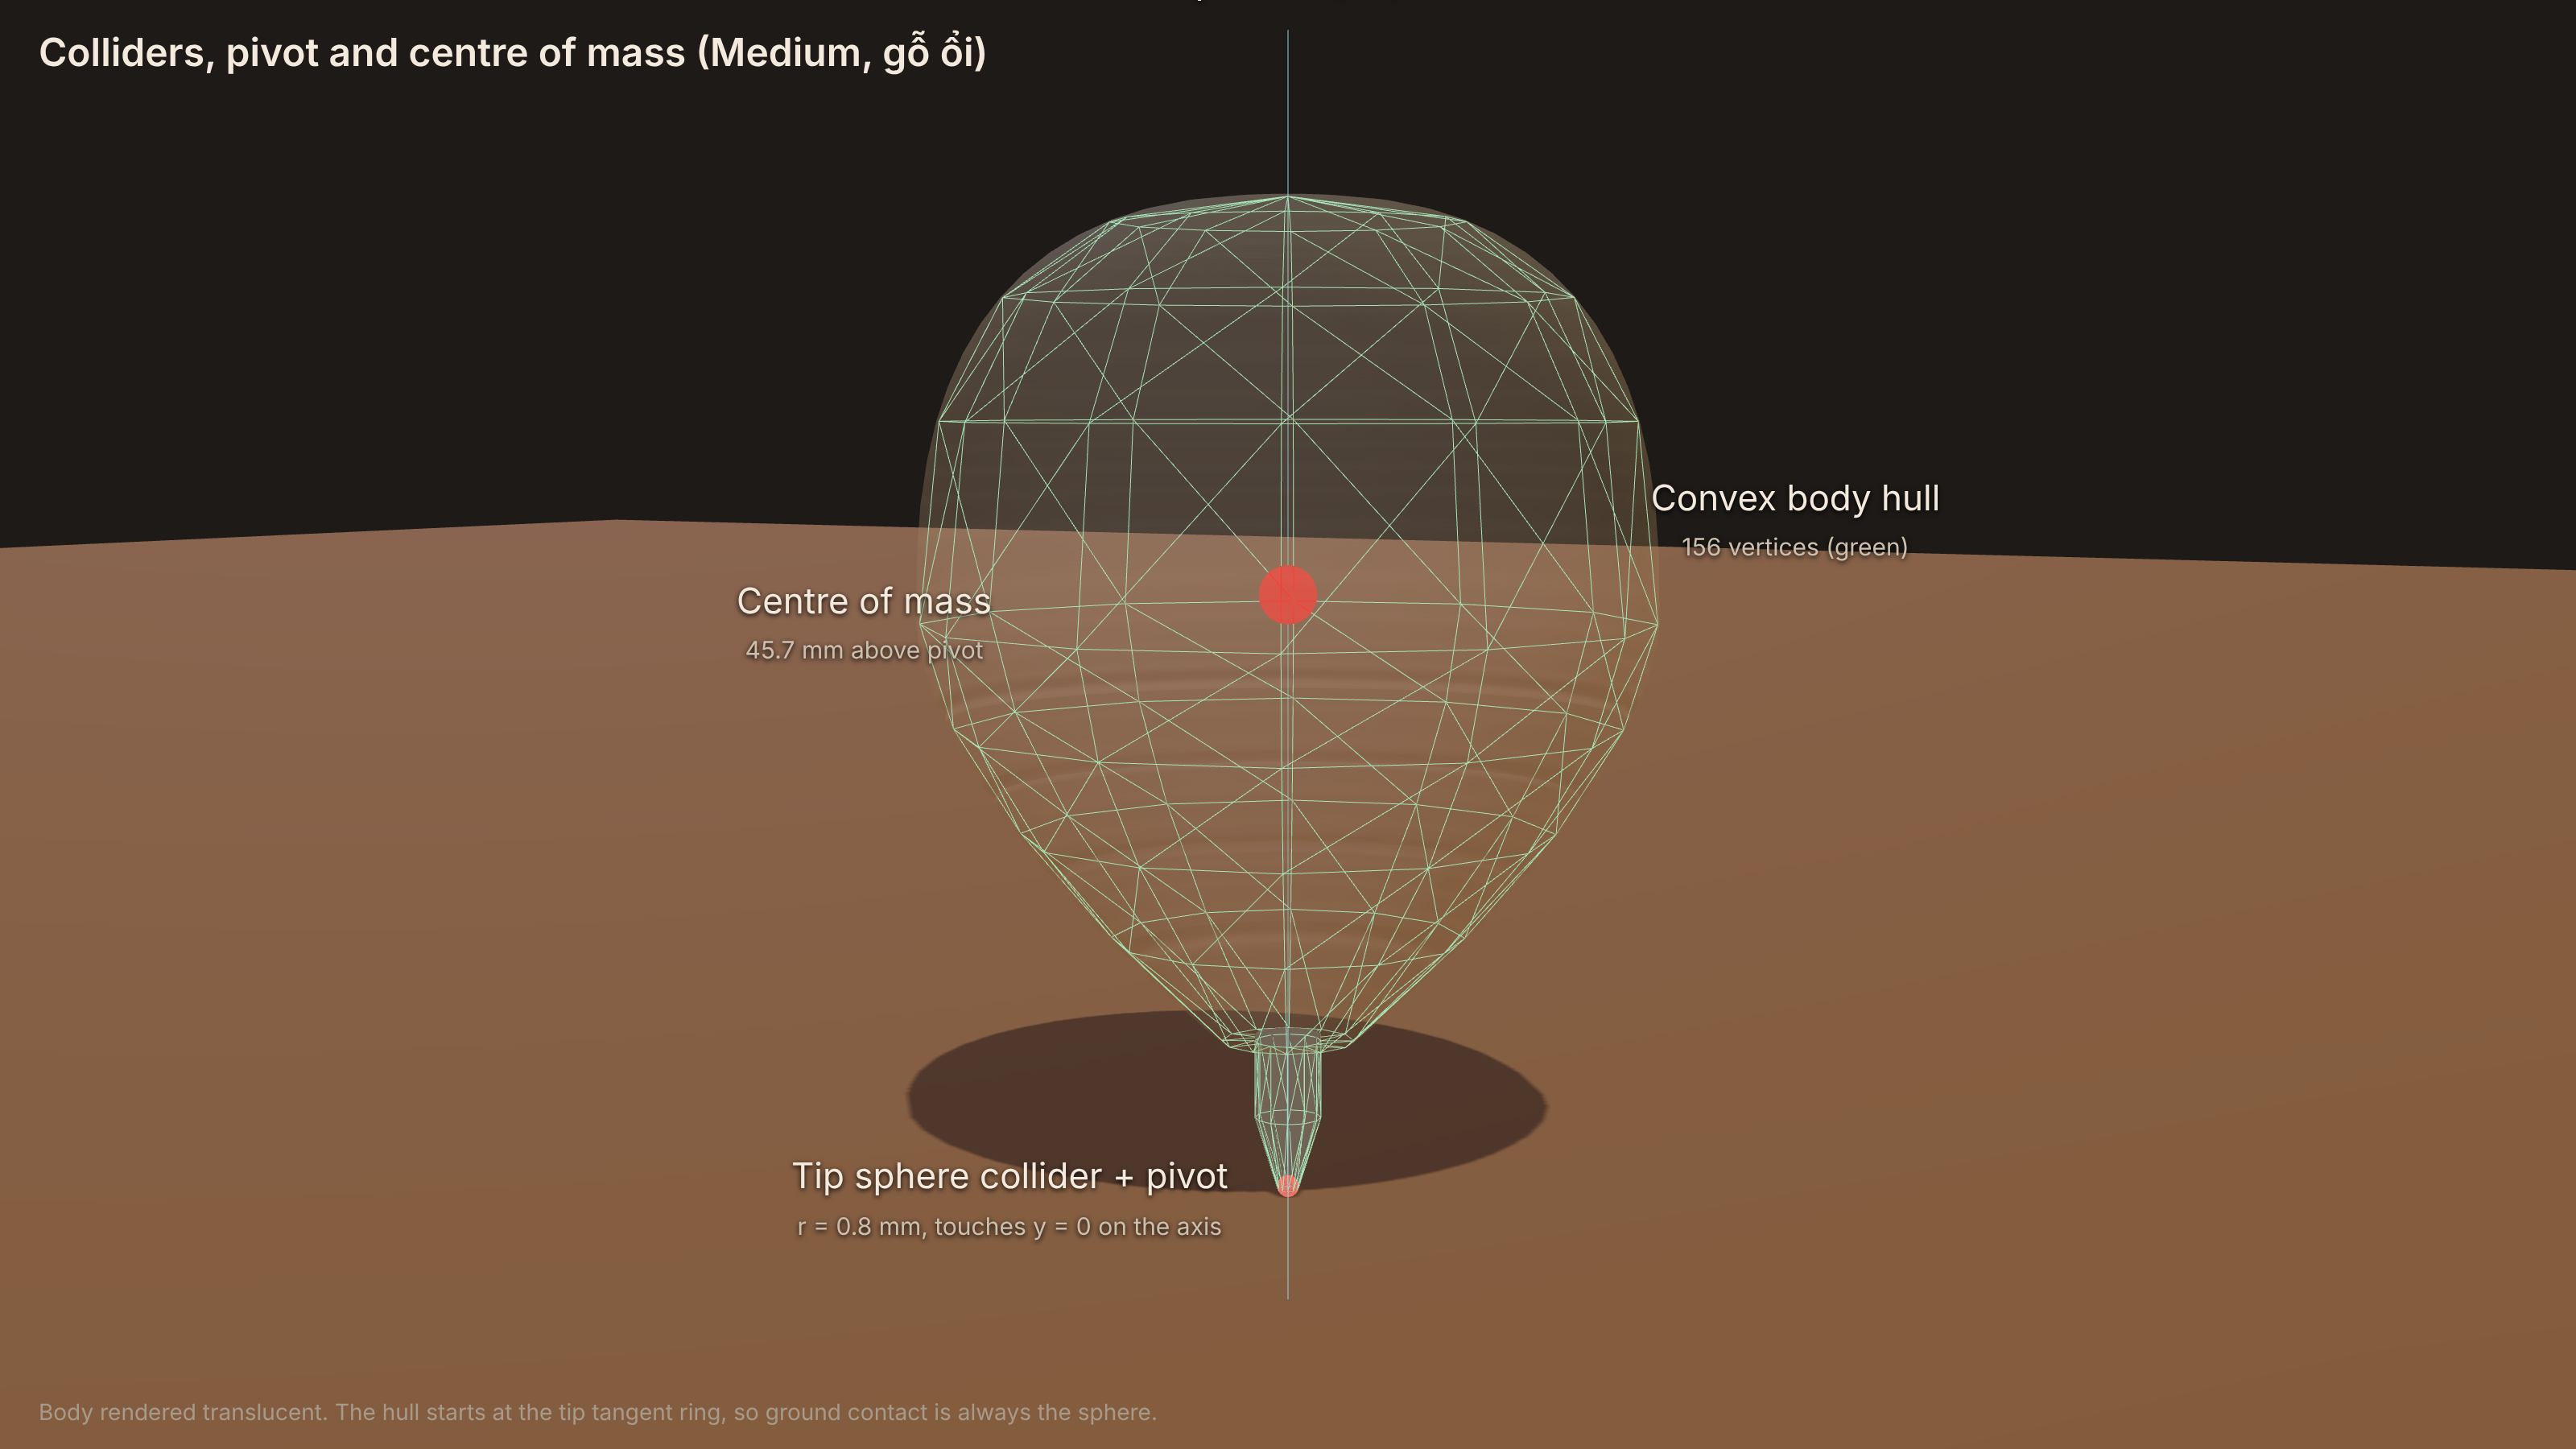 Colliders, pivot and centre of mass (Medium, gỗ ổi)
Convex body hull
156 vertices (green)
Centre of mass
45.7 mm above pivot
Tip sphere collider + pivot
r = 0.8 mm, touches y = 0 on the axis
Body rendered translucent. The hull starts at the tip tangent ring, so ground contact is always the sphere.